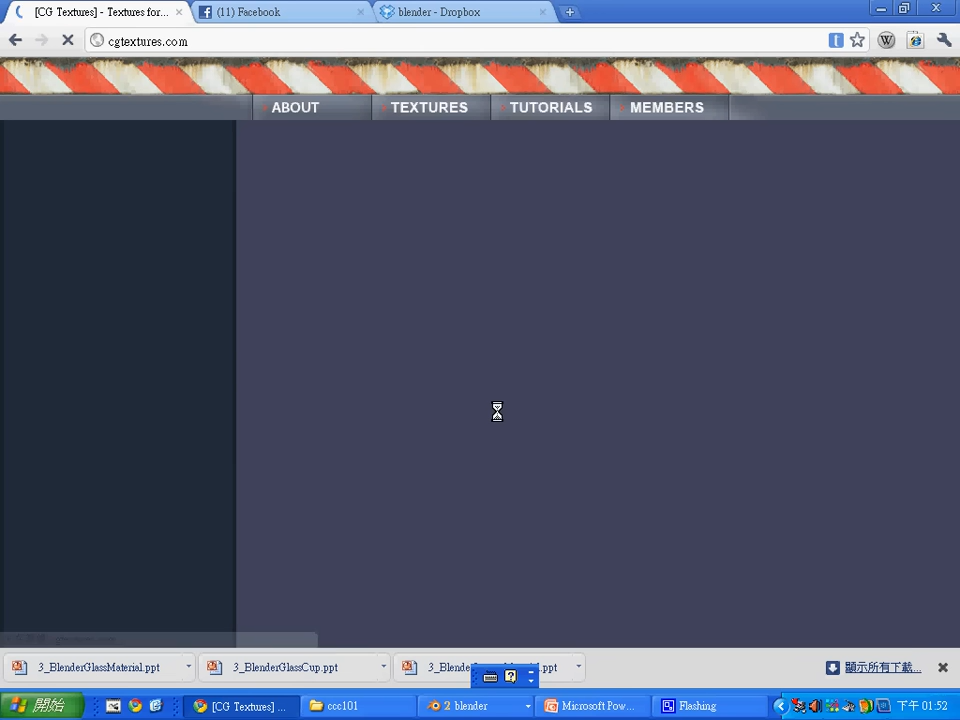 [CG Textures] - Textures for...
(11) Facebook
blender - Dropbox
cgtextures.com
ABOUT
TEXTURES
TUTORIALS
MEMBERS
3_BlenderGlassMaterial.ppt
3_BlenderGlassCup.ppt
顯示所有下載...
開始
[CG Textures] ...
ccc101
2 blender
Microsoft Pow...
Flashing
下午 01:52